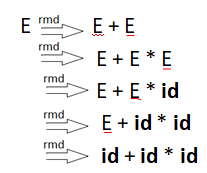 E rmd E + E
rmd E + E * E
rmd E + E * id
rmd E + id * id
rmd id + id * id